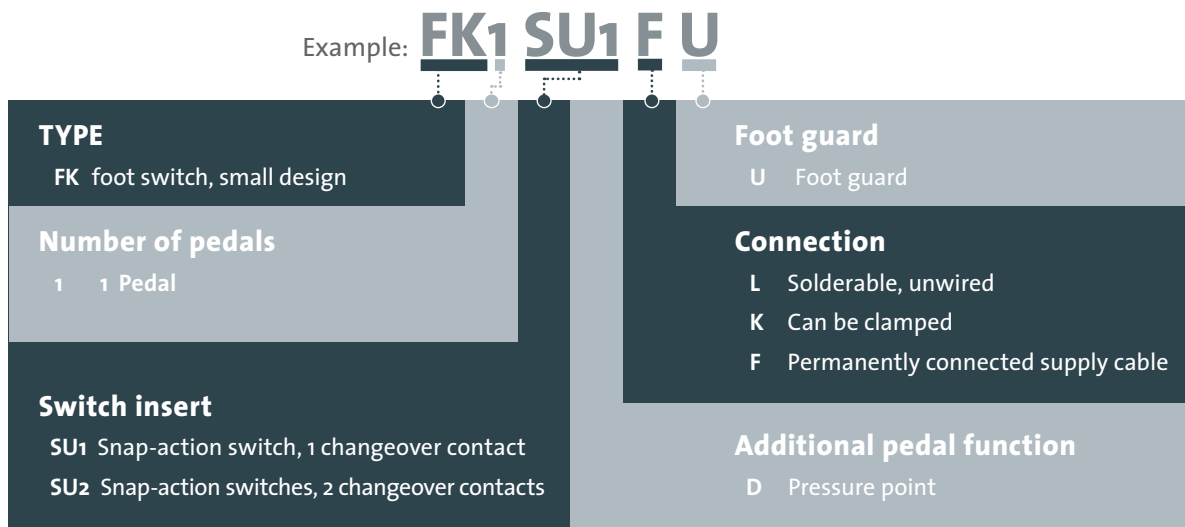 Example: FK1 SU1 F U
TYPE
FK foot switch, small design
Number of pedals
1 1 Pedal
Switch insert
SU1 Snap-action switch, 1 changeover contact
SU2 Snap-action switches, 2 changeover contacts
Foot guard
U Foot guard
Connection
L Solderable, unwired
K Can be clamped
F Permanently connected supply cable
Additional pedal function
D Pressure point